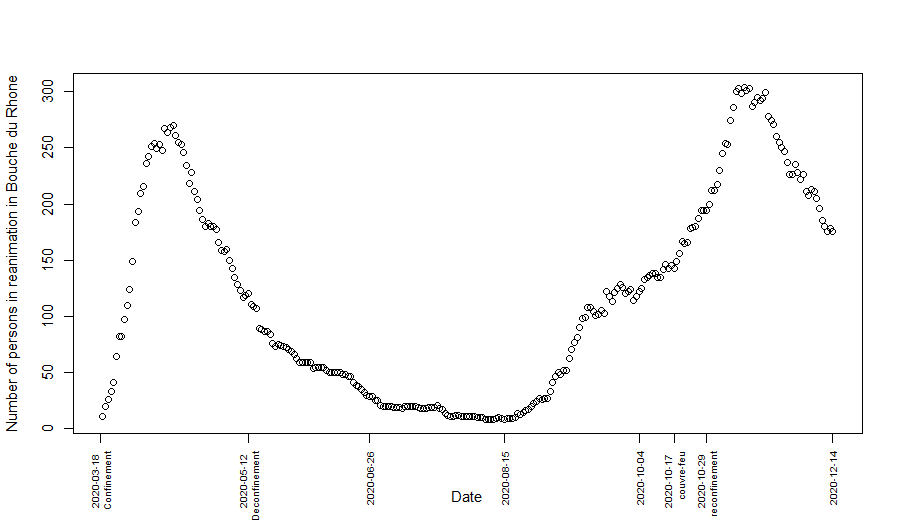 Number of persons in reanimation in Bouche du Rhone
300
250
200
150
100
50
0
2020-03-18
Confinement
2020-05-12
Deconfinement
2020-06-26
2020-08-15
2020-10-04
2020-10-17
couvre-feu
2020-10-29
reconfinement
2020-12-14
Date